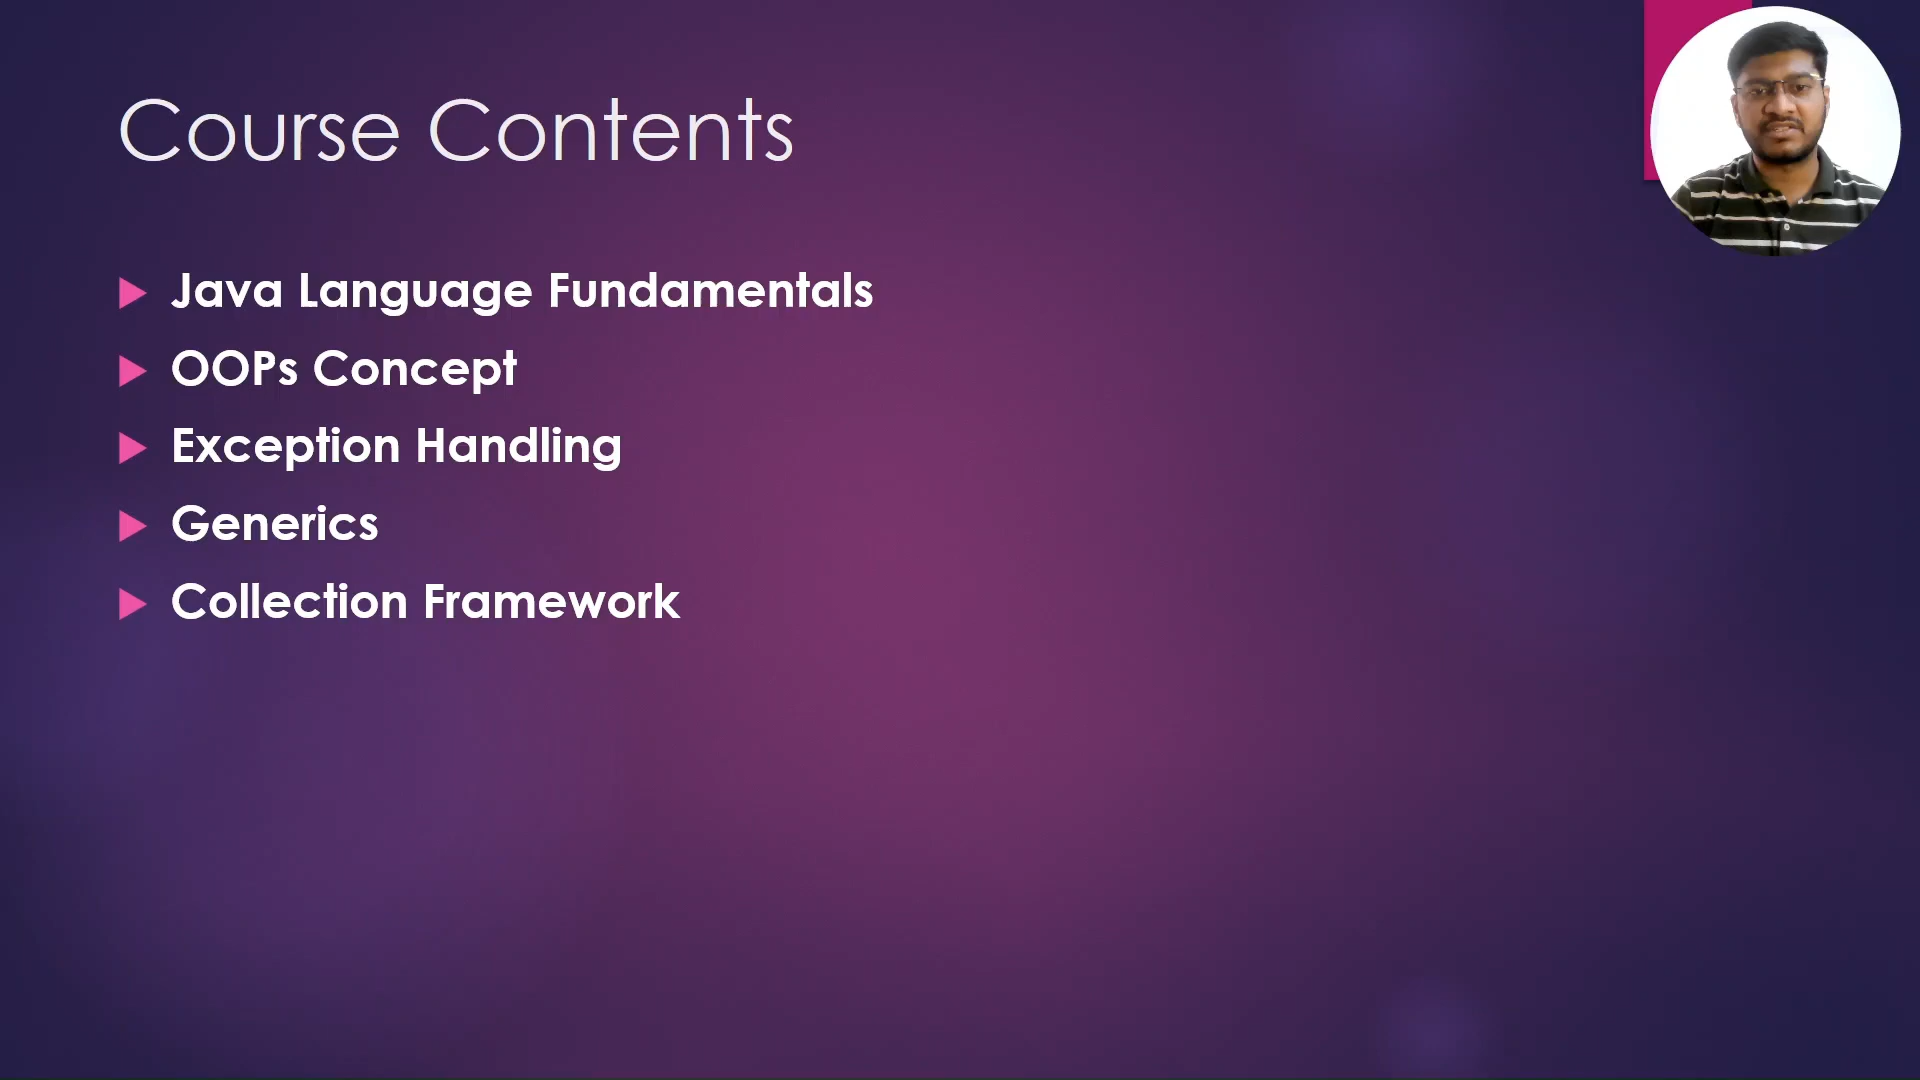 Course Contents
Java Language Fundamentals
OOPs Concept
Exception Handling
Generics
Collection Framework